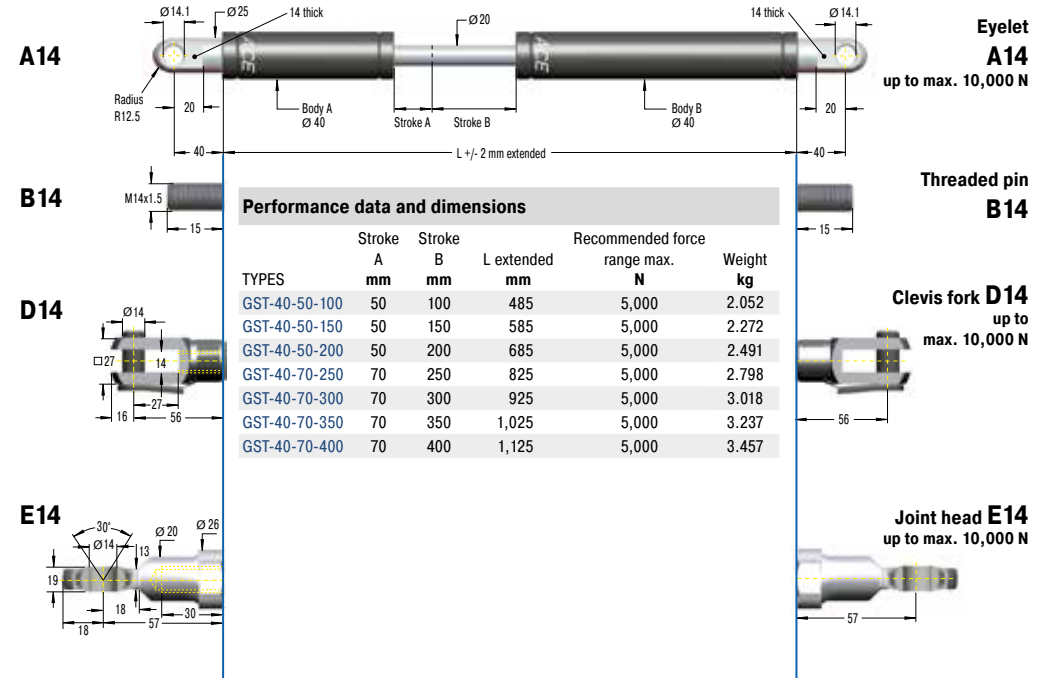 Ø14.1 Ø25 14 thick Ø20 14 thick Ø14.1
A14
ACE ACE
Eyelet
A14
up to max. 10,000 N
Radius
R12.5
20
Body A
Ø 40
Stroke A Stroke B
Body B
Ø 40
20
40 L +/- 2 mm extended 40
B14
M14x1.5
15
Threaded pin
B14
15
Performance data and dimensions
Stroke Stroke Recommended force
A B L extended range max. Weight
TYPES mm mm mm N kg
GST-40-50-100 50 100 485 5,000 2.052
GST-40-50-150 50 150 585 5,000 2.272
GST-40-50-200 50 200 685 5,000 2.491
GST-40-70-250 70 250 825 5,000 2.798
GST-40-70-300 70 300 925 5,000 3.018
GST-40-70-350 70 350 1,025 5,000 3.237
GST-40-70-400 70 400 1,125 5,000 3.457
D14
Ø14
□27
14
27
16 56
Clevis fork D14
up to
max. 10,000 N
56
E14
30°
Ø14
13
Ø 20
Ø 26
19
18
30
18
57
Joint head E14
up to max. 10,000 N
57